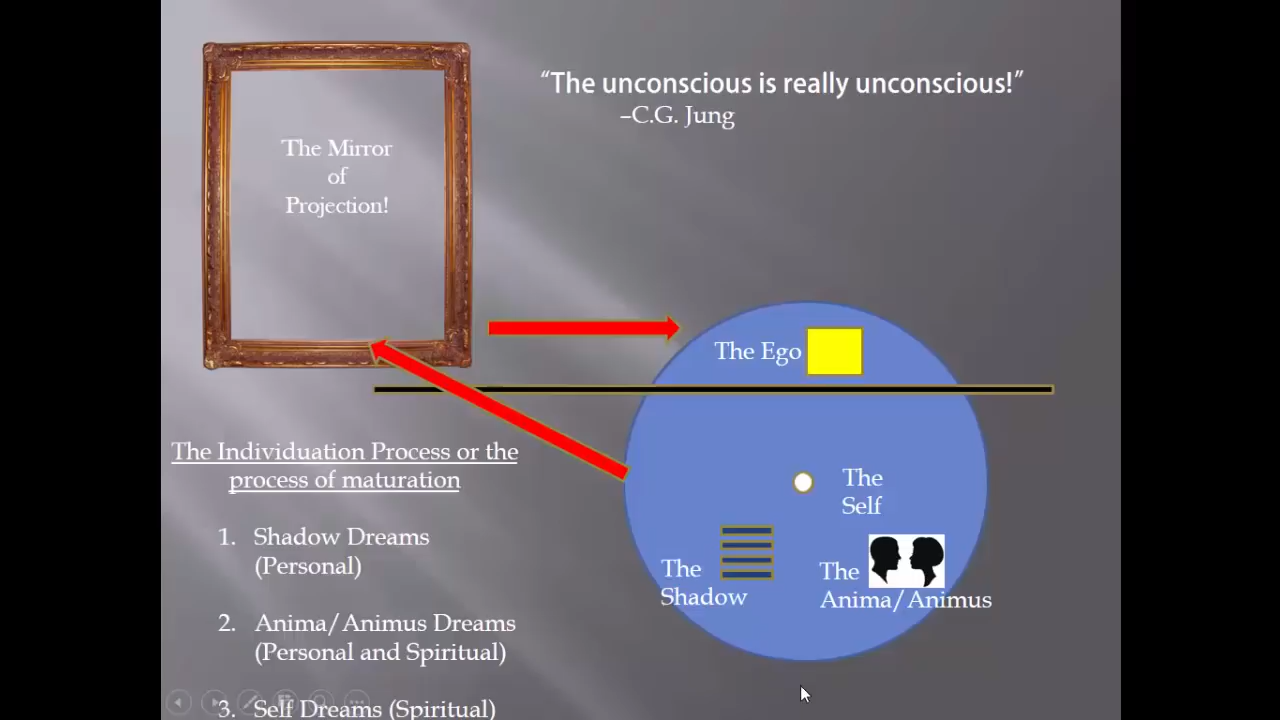 “The unconscious is really unconscious!”
–C.G. Jung
The Mirror
of
Projection!
The Ego
The
Self
The
Shadow
The
Anima/Animus
The Individuation Process or the
process of maturation
1. Shadow Dreams
(Personal)
2. Anima/Animus Dreams
(Personal and Spiritual)
3. Self Dreams (Spiritual)